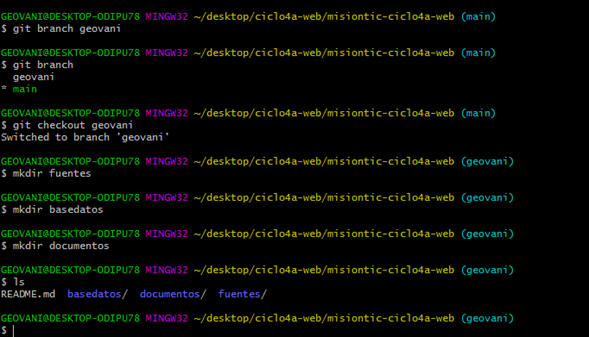 GEOVANI@DESKTOP-ODIPU78 MINGW32 ~/desktop/ciclo4a-web/misiontic-ciclo4a-web (main)
$ git branch geovani
GEOVANI@DESKTOP-ODIPU78 MINGW32 ~/desktop/ciclo4a-web/misiontic-ciclo4a-web (main)
$ git branch
  geovani
* main
GEOVANI@DESKTOP-ODIPU78 MINGW32 ~/desktop/ciclo4a-web/misiontic-ciclo4a-web (main)
$ git checkout geovani
Switched to branch 'geovani'
GEOVANI@DESKTOP-ODIPU78 MINGW32 ~/desktop/ciclo4a-web/misiontic-ciclo4a-web (geovani)
$ mkdir fuentes
GEOVANI@DESKTOP-ODIPU78 MINGW32 ~/desktop/ciclo4a-web/misiontic-ciclo4a-web (geovani)
$ mkdir basedatos
GEOVANI@DESKTOP-ODIPU78 MINGW32 ~/desktop/ciclo4a-web/misiontic-ciclo4a-web (geovani)
$ mkdir documentos
GEOVANI@DESKTOP-ODIPU78 MINGW32 ~/desktop/ciclo4a-web/misiontic-ciclo4a-web (geovani)
$ ls
README.md  basedatos/  documentos/  fuentes/
GEOVANI@DESKTOP-ODIPU78 MINGW32 ~/desktop/ciclo4a-web/misiontic-ciclo4a-web (geovani)
$